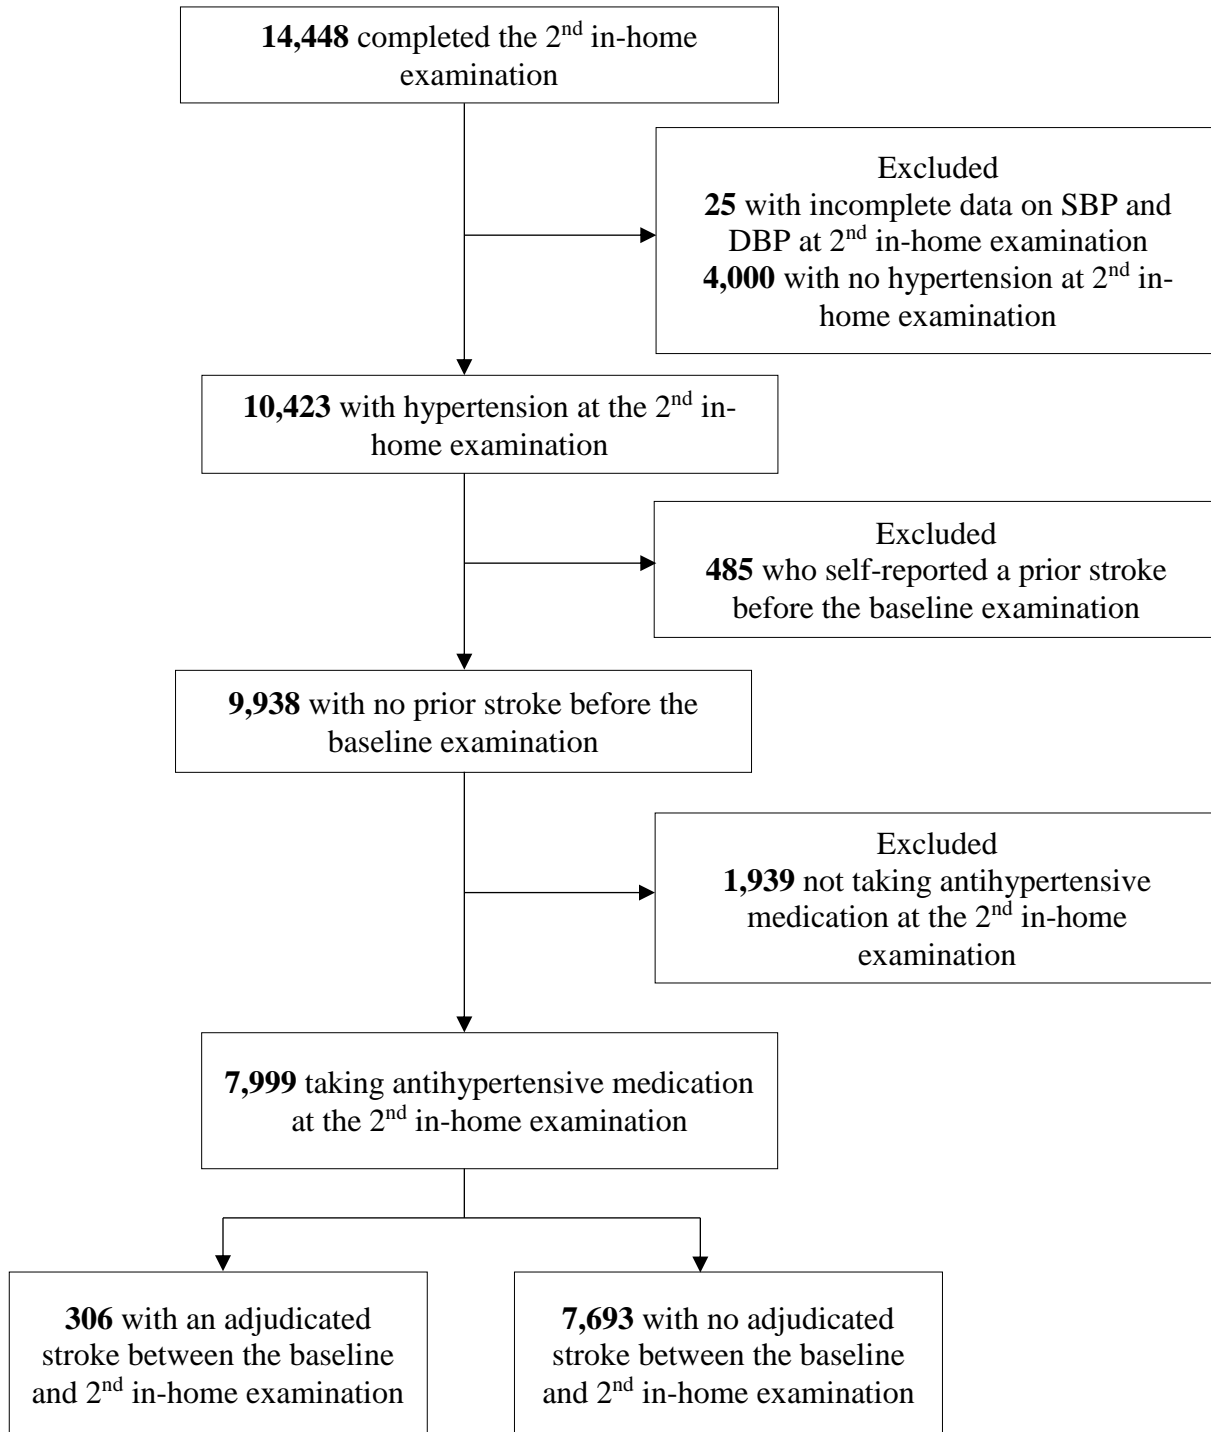 14,448 completed the 2nd in-home
examination
Excluded
25 with incomplete data on SBP and
DBP at 2nd in-home examination
4,000 with no hypertension at 2nd in-
home examination
10,423 with hypertension at the 2nd in-
home examination
Excluded
485 who self-reported a prior stroke
before the baseline examination
9,938 with no prior stroke before the
baseline examination
Excluded
1,939 not taking antihypertensive
medication at the 2nd in-home
examination
7,999 taking antihypertensive medication
at the 2nd in-home examination
306 with an adjudicated
stroke between the baseline
and 2nd in-home examination
7,693 with no adjudicated
stroke between the baseline
and 2nd in-home examination